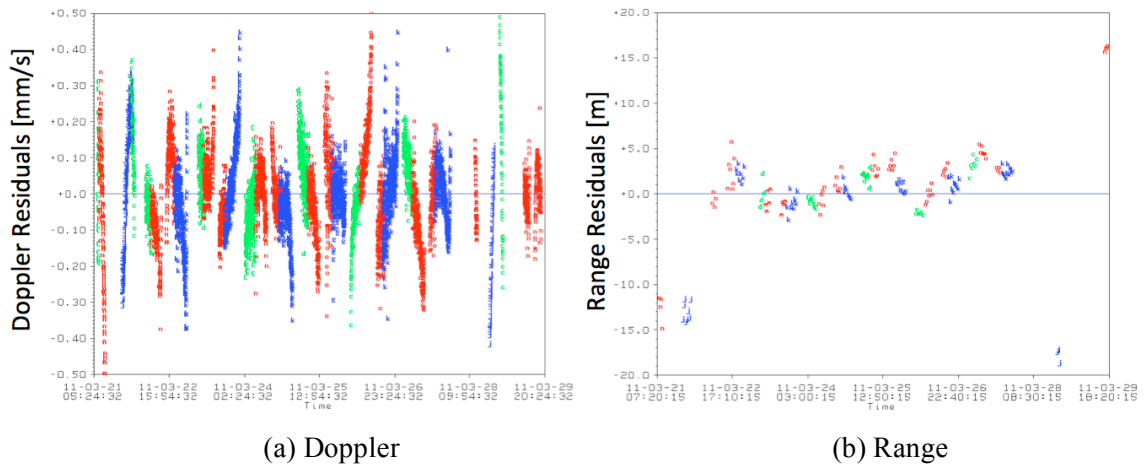 +0.50
+0.40
+0.30
+0.20
+0.10
+0.0
-0.10
-0.20
-0.30
-0.40
-0.50
Doppler Residuals [mm/s]
11-03-21 11-03-22 11-03-24 11-03-25 11-03-26 11-03-28 11-03-29
05:24:32 15:54:32 02:24:32 12:54:32 23:24:32 09:54:32 20:24:32
Time
(a) Doppler
+20.0
+15.0
+10.0
+5.0
+0.0
-5.0
-10.0
-15.0
-20.0
Range Residuals [m]
11-03-21 11-03-22 11-03-24 11-03-25 11-03-26 11-03-28 11-03-29
07:20:15 17:10:15 03:00:15 12:50:15 22:40:15 08:30:15 18:20:15
Time
(b) Range